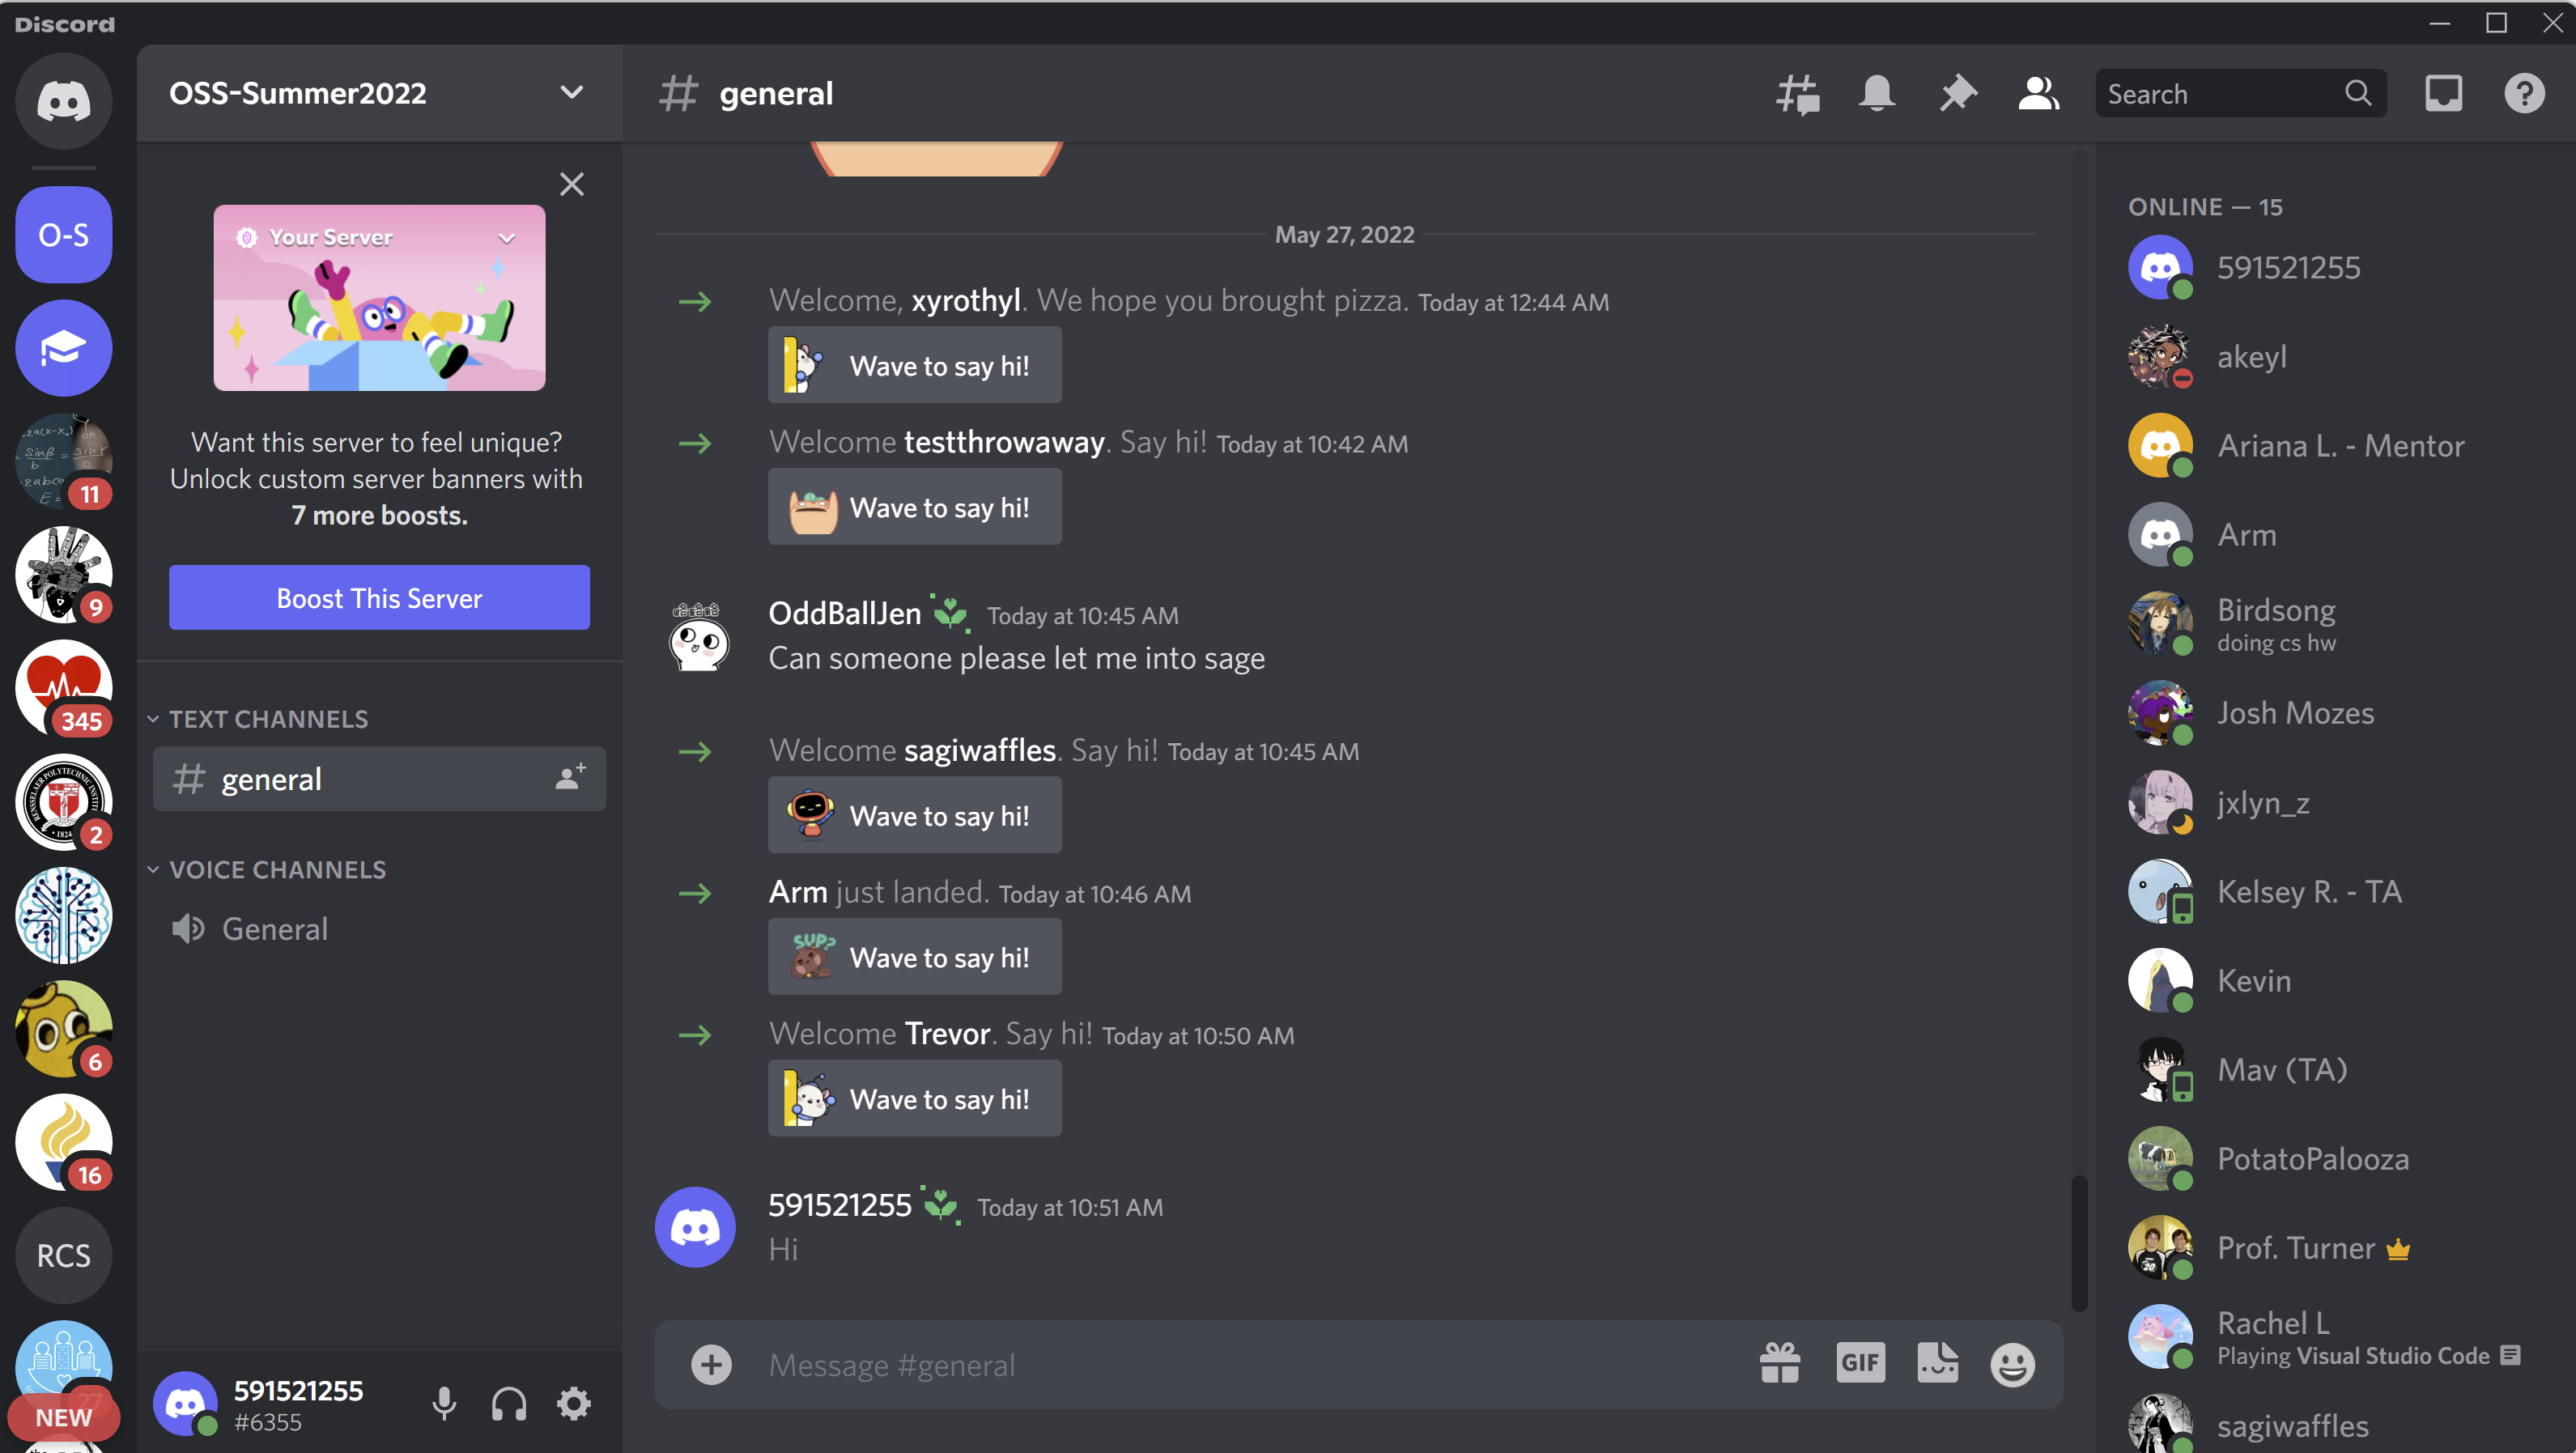 Discord
OSS-Summer2022
general
Search
O-S
Your Server
Want this server to feel unique?
Unlock custom server banners with
7 more boosts.
Boost This Server
TEXT CHANNELS
general
VOICE CHANNELS
General
11
9
345
2
6
16
RCS
27
NEW
591521255
#6355
May 27, 2022
Welcome, xyrothyl. We hope you brought pizza. Today at 12:44 AM
Wave to say hi!
Welcome testthrowaway. Say hi! Today at 10:42 AM
Wave to say hi!
OddBallJen Today at 10:45 AM
Can someone please let me into sage
Welcome sagiwaffles. Say hi! Today at 10:45 AM
Wave to say hi!
Arm just landed. Today at 10:46 AM
SUP?
Wave to say hi!
Welcome Trevor. Say hi! Today at 10:50 AM
Wave to say hi!
591521255 Today at 10:51 AM
Hi
Message #general
GIF
ONLINE — 15
591521255
akeyl
Ariana L. - Mentor
Arm
Birdsong
doing cs hw
Josh Mozes
jxlyn_z
Kelsey R. - TA
Kevin
Mav (TA)
PotatoPalooza
Prof. Turner
Rachel L
Playing Visual Studio Code
sagiwaffles